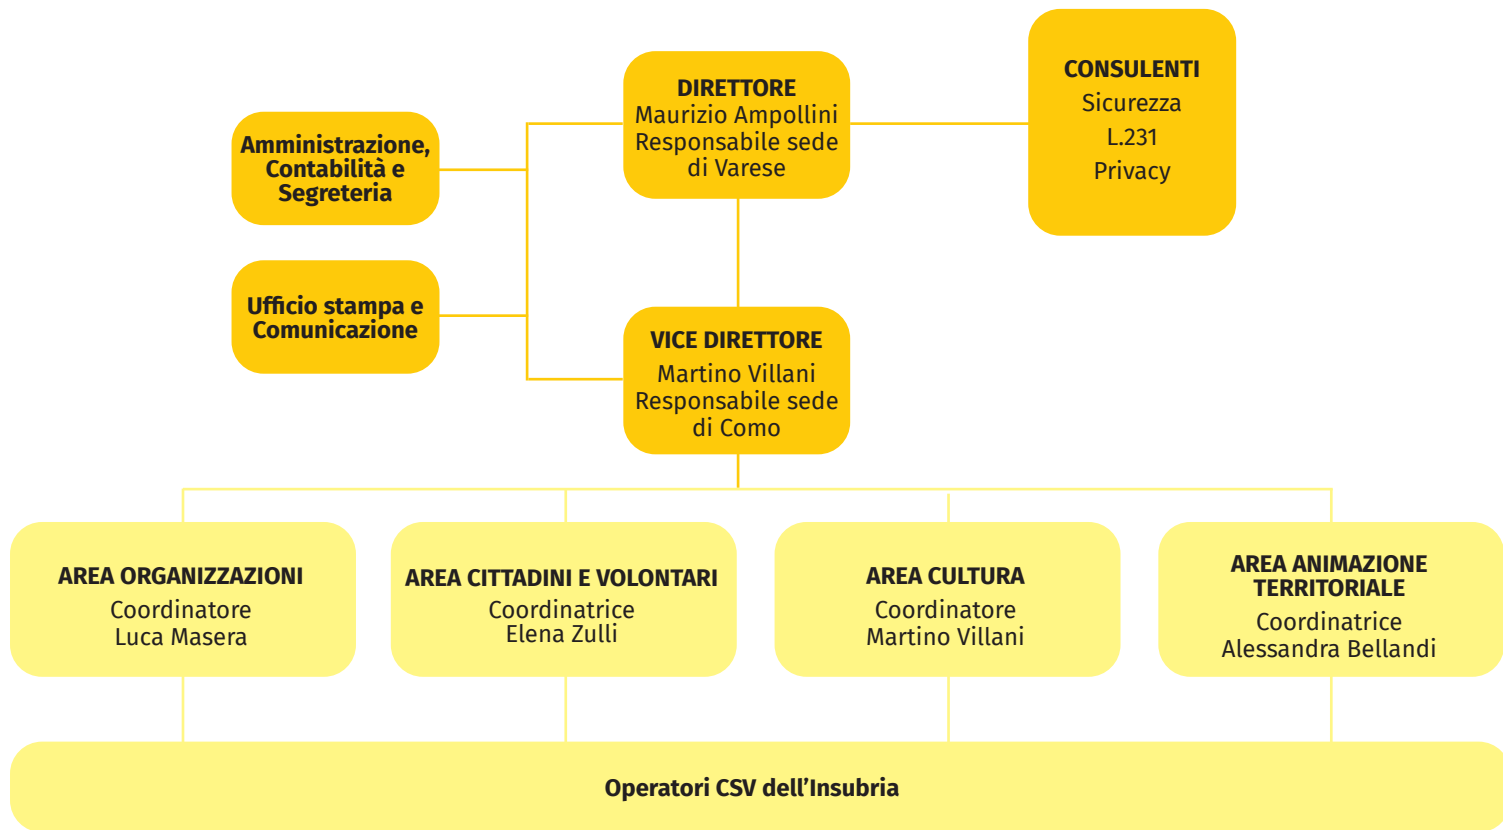 DIRETTORE
Maurizio Ampollini
Responsabile sede
di Varese
CONSULENTI
Sicurezza
L.231
Privacy
Amministrazione,
Contabilità e
Segreteria
Ufficio stampa e
Comunicazione
VICE DIRETTORE
Martino Villani
Responsabile sede
di Como
AREA ORGANIZZAZIONI
Coordinatore
Luca Masera
AREA CITTADINI E VOLONTARI
Coordinatrice
Elena Zulli
AREA CULTURA
Coordinatore
Martino Villani
AREA ANIMAZIONE
TERRITORIALE
Coordinatrice
Alessandra Bellandi
Operatori CSV dell’Insubria